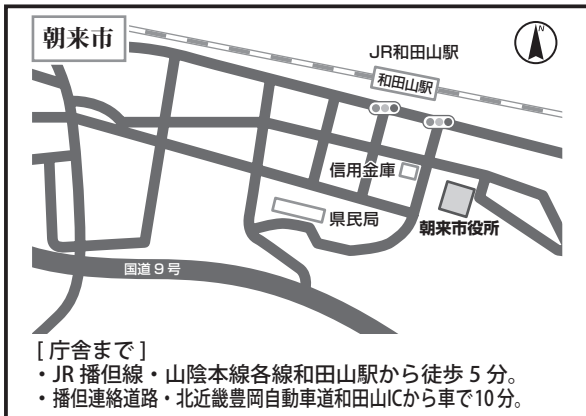 朝来市
N
JR和田山駅
和田山駅
信用金庫
県民局
朝来市役所
国道９号
[ 庁舎まで ]
・JR 播但線・山陰本線各線和田山駅から徒歩 5 分。
・播但連絡道路・北近畿豊岡自動車道和田山ICから車で10分。